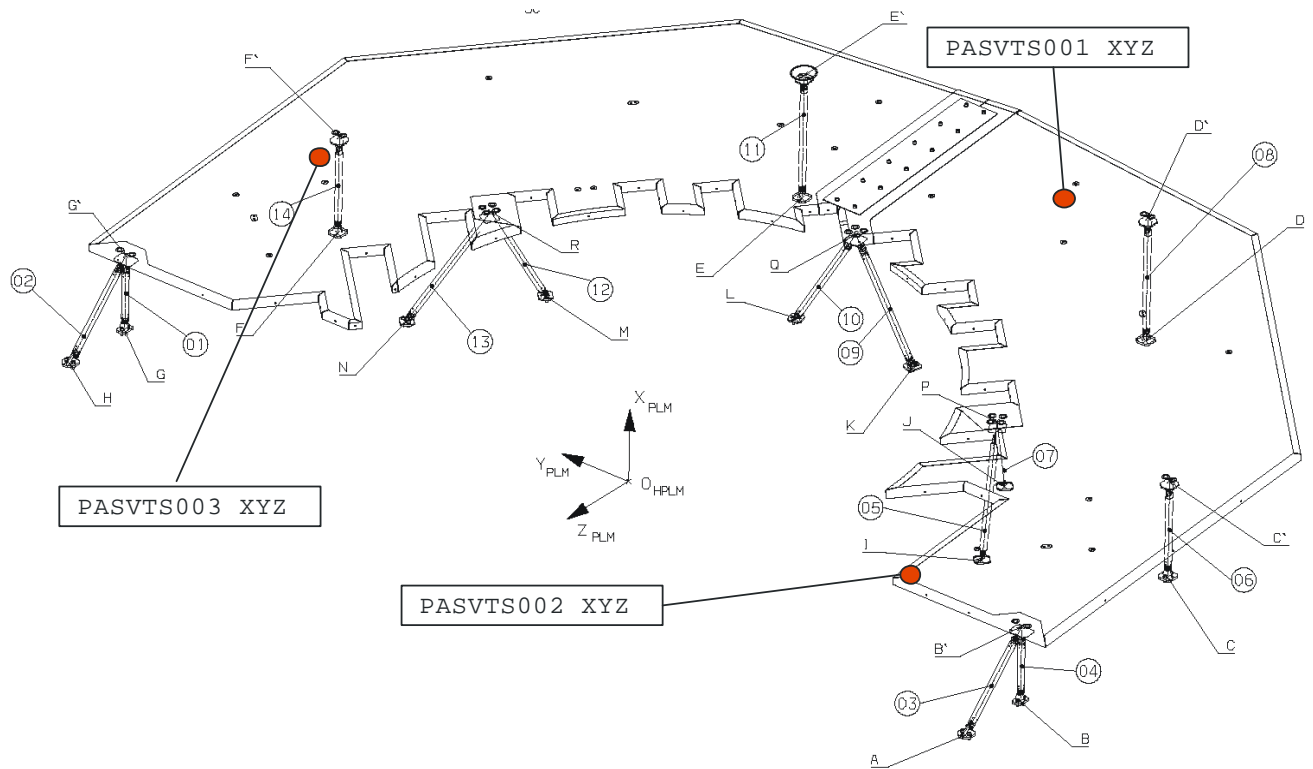 E`
PASVTS001 XYZ
F`
D`
08
11
14
G`
D
R
E
Q
02
12
L
10
F
M
01
13
09
N
G
H
K
X PLM
P
J
Y PLM
07
O HPLM
PASVTS003 XYZ
05
Z PLM
C`
I
06
PASVTS002 XYZ
C
B`
04
03
B
A